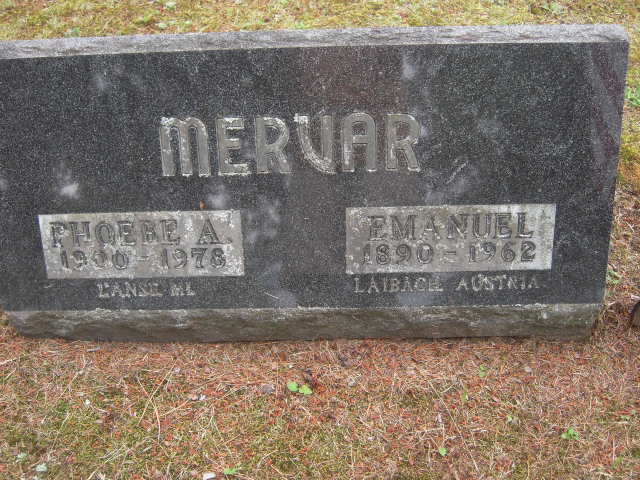 MERVAR
PHOEBE A.
1900 - 1978
L'ANSE MI.
EMANUEL
1890 - 1962
LAIBACH AUSTRIA